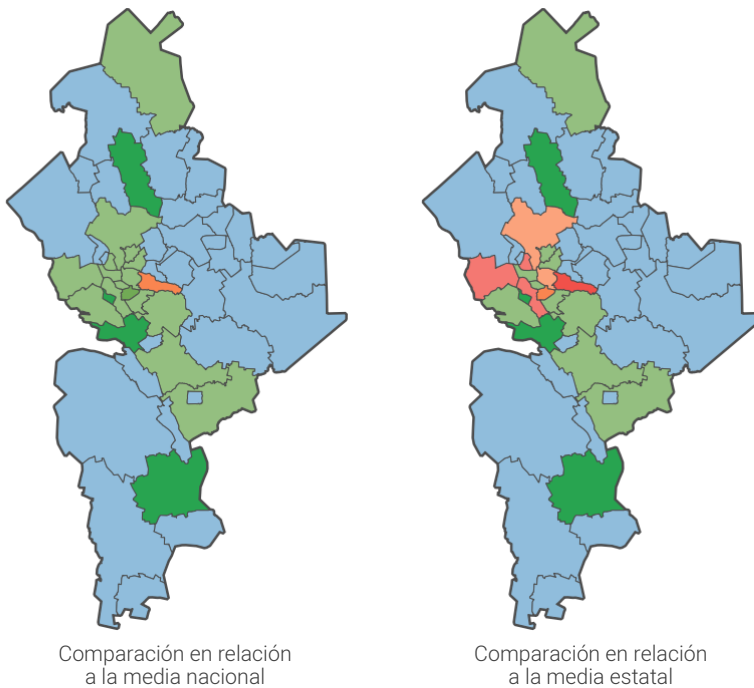 Comparación en relación
a la media nacional
Comparación en relación
a la media estatal